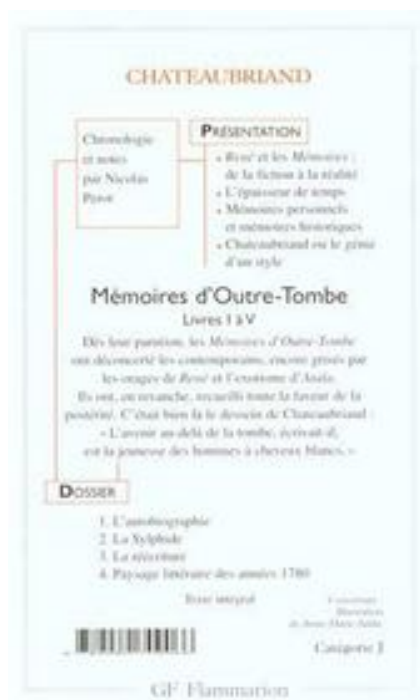 CHATEAUBRIAND
Chronologie
et notes
par Nicolas
Perot
PRÉSENTATION
• René et les Mémoires :
de la fiction à la réalité
• L'épaisseur de temps
• Mémoires personnels
et mémoires historiques
• Chateaubriand ou le génie
d'un style
Mémoires d'Outre-Tombe
Livres I à V
Dès leur parution, les Mémoires d'Outre-Tombe
ont déconcerté les contemporains, encore grisés par
les orages de René et l'exotisme d'Atala.
Ils ont, en revanche, recueilli toute la faveur de la
postérité. C'était bien là le dessein de Chateaubriand :
« L'avenir au-delà de la tombe, écrivait-il,
est la jeunesse des hommes à cheveux blancs. »
DOSSIER
1. L'autobiographie
2. La Sylphide
3. La réécriture
4. Paysage littéraire des années 1780
Texte intégral
Illustration
Catégorie J
GF Flammarion